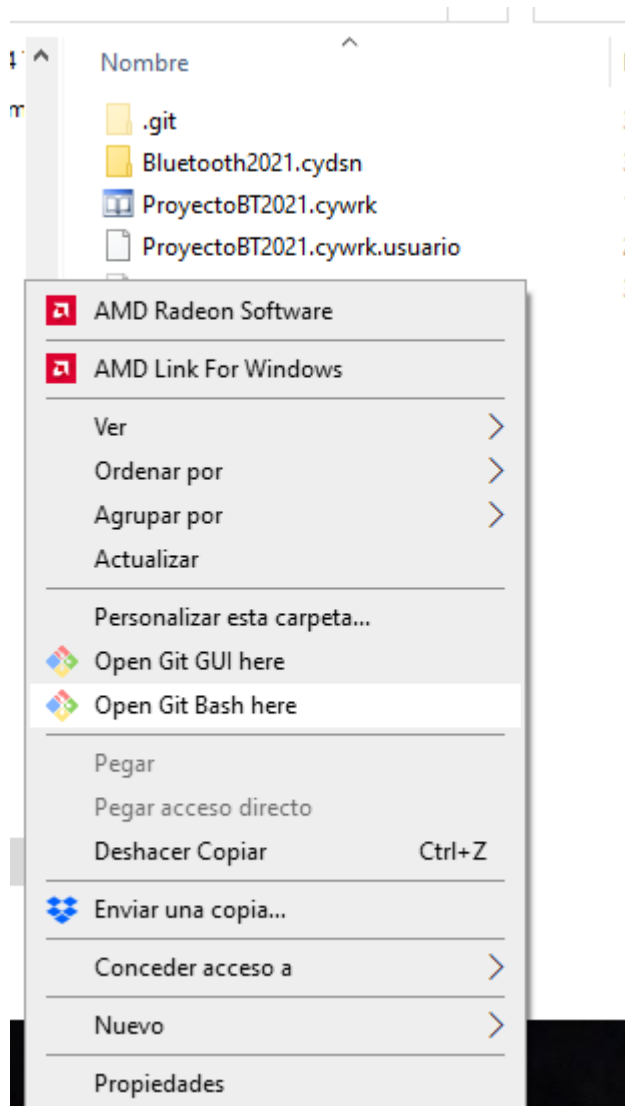 Nombre
.git
Bluetooth2021.cydsn
ProyectoBT2021.cywrk
ProyectoBT2021.cywrk.usuario
AMD Radeon Software
AMD Link For Windows
Ver
Ordenar por
Agrupar por
Actualizar
Personalizar esta carpeta...
Open Git GUI here
Open Git Bash here
Pegar
Pegar acceso directo
Deshacer Copiar Ctrl+Z
Enviar una copia...
Conceder acceso a
Nuevo
Propiedades